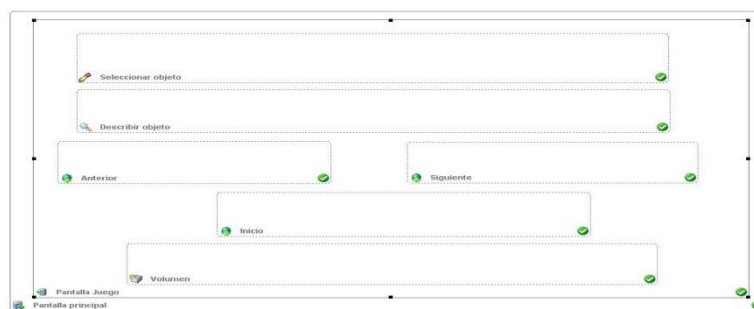 Seleccionar objeto
Describir objeto
Anterior
Siguiente
Inicio
Volumen
Pantalla Juego
Pantalla principal